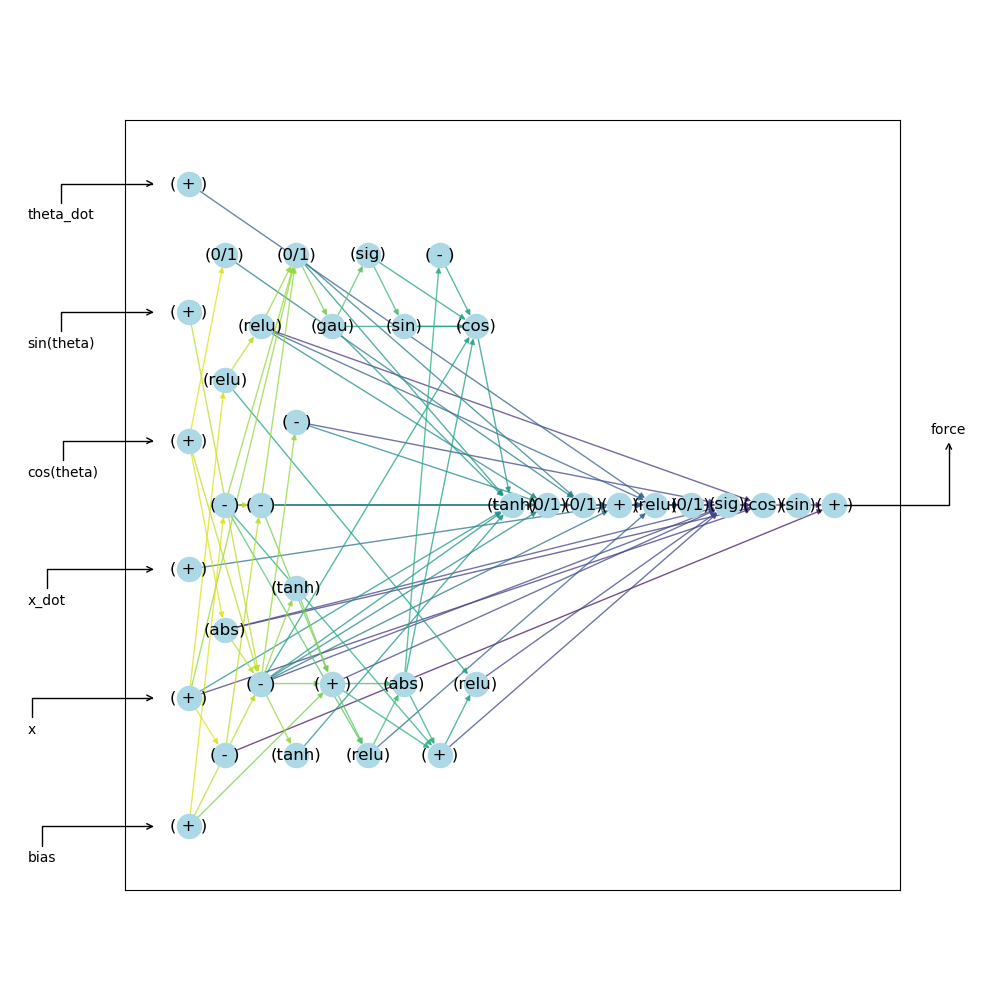 ( + )
theta_dot
(0/1) (0/1) (sig) ( - )
( + )
(relu) (gau) (sin) (cos)
sin(theta)
(relu)
( - )
force
( + )
cos(theta)
( - ) ( - ) (tanh) (0/1) (0/1) ( + ) (relu) (0/1) (sig) (cos) (sin) ( + )
( + )
(tanh)
x_dot
(abs)
( - ) ( + ) (abs) (relu)
( + )
x
( - ) (tanh) (relu) ( + )
( + )
bias